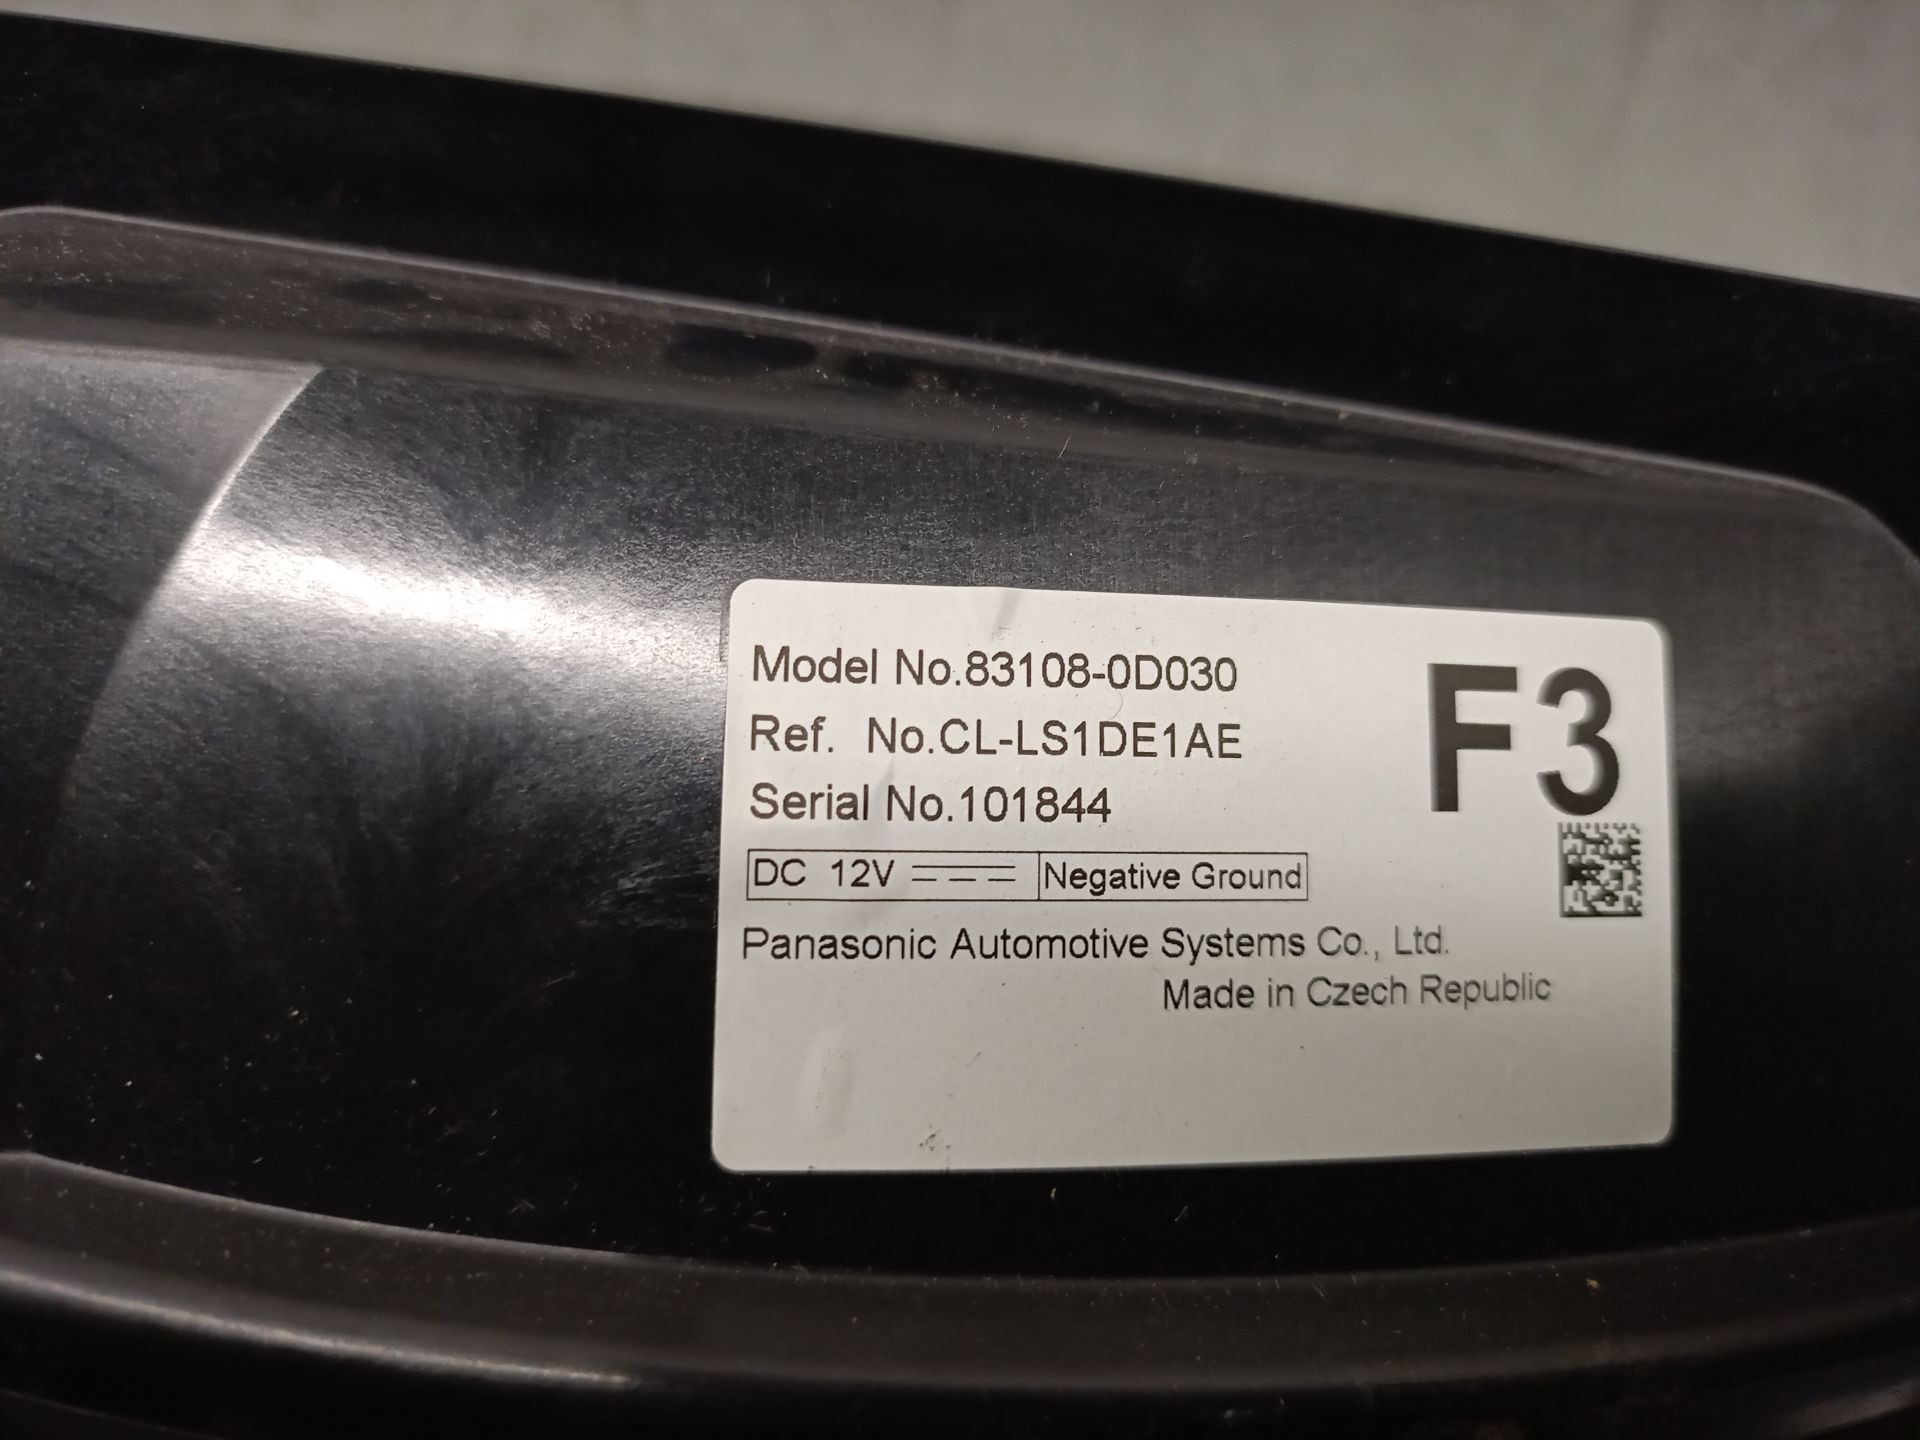 Model No.83108-0D030
F3
Ref. No.CL-LS1DE1AE
Serial No.101844
DC 12V Negative Ground
Panasonic Automotive Systems Co., Ltd.
Made in Czech Republic